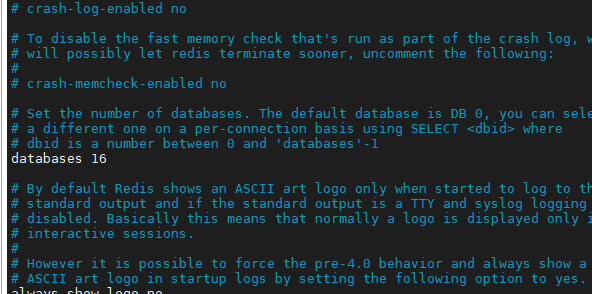 # crash-log-enabled no
# To disable the fast memory check that's run as part of the crash log,
# will possibly let redis terminate sooner, uncomment the following:
#
# crash-memcheck-enabled no
# Set the number of databases. The default database is DB 0, you can
# a different one on a per-connection basis using SELECT <dbid> where
# dbid is a number between 0 and 'databases'-1
databases 16
# By default Redis shows an ASCII art logo only when started to log to
# standard output and if the standard output is a TTY and syslog logging
# disabled. Basically this means that normally a logo is displayed only
# interactive sessions.
#
# However it is possible to force the pre-4.0 behavior and always show a
# ASCII art logo in startup logs by setting the following option to yes.
always-show-logo no